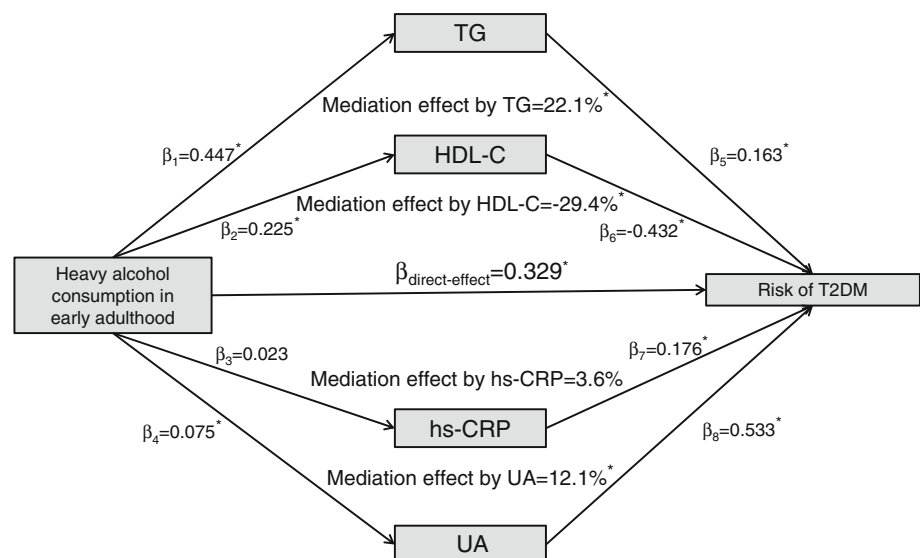 TG
Mediation effect by TG=22.1%*
β1=0.447*
HDL-C
β5=0.163*
Mediation effect by HDL-C=-29.4%*
β2=0.225*
β6=-0.432*
Heavy alcohol
consumption in
early adulthood
βdirect-effect=0.329*
Risk of T2DM
β3=0.023
β7=0.176*
Mediation effect by hs-CRP=3.6%
β4=0.075*
hs-CRP
β8=0.533*
Mediation effect by UA=12.1%*
UA